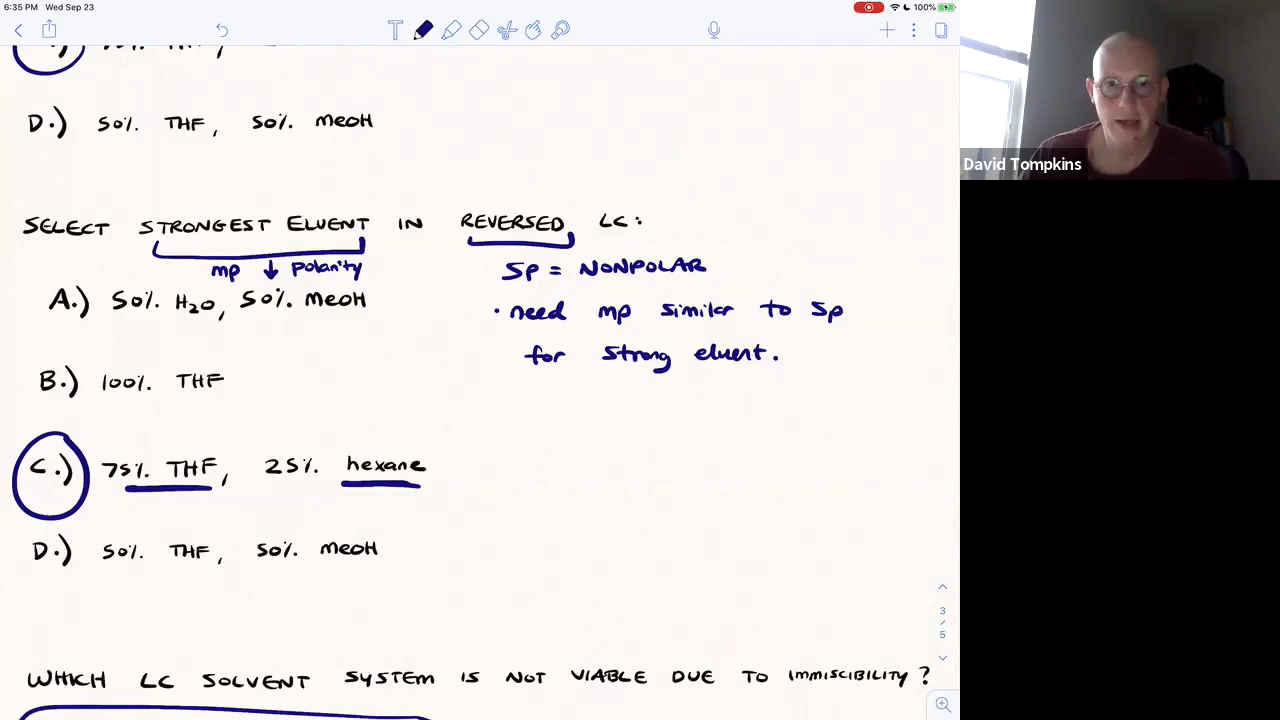 6:35 PM Wed Sep 23
100%
D.) 50% THF, 50% MeOH
SELECT STRONGEST ELUENT IN REVERSED LC:
mp ↓ polarity
SP = NONPOLAR
A.) 50% H₂O, 50% MeOH
• need mp similar to SP
for strong eluent.
B.) 100% THF
C.) 75% THF, 25% hexane
D.) 50% THF, 50% MeOH
WHICH LC SOLVENT SYSTEM IS NOT VIABLE DUE TO IMMISCIBILITY?
3
/
5
David Tompkins